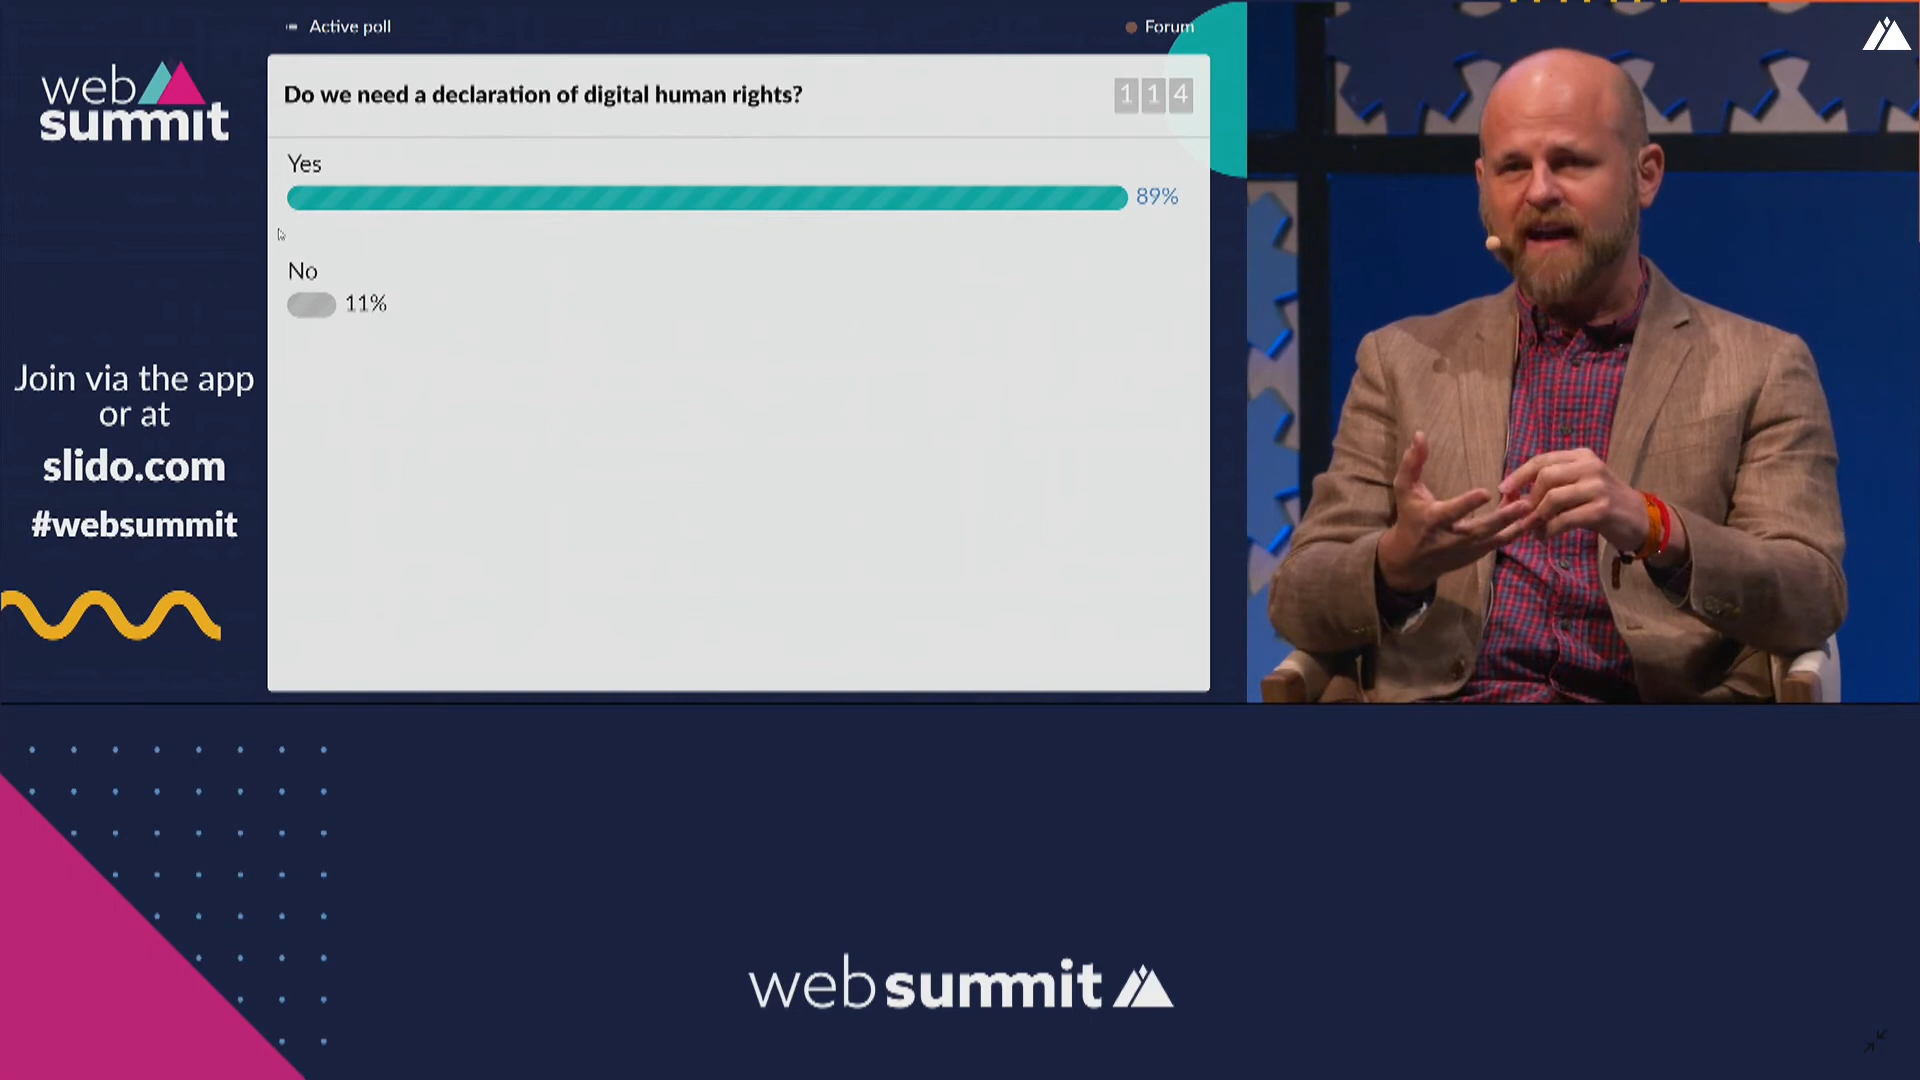 Active poll
Forum
web
summit
Do we need a declaration of digital human rights?
114
Yes
89%
No
11%
Join via the app
or at
slido.com
#websummit
websummit